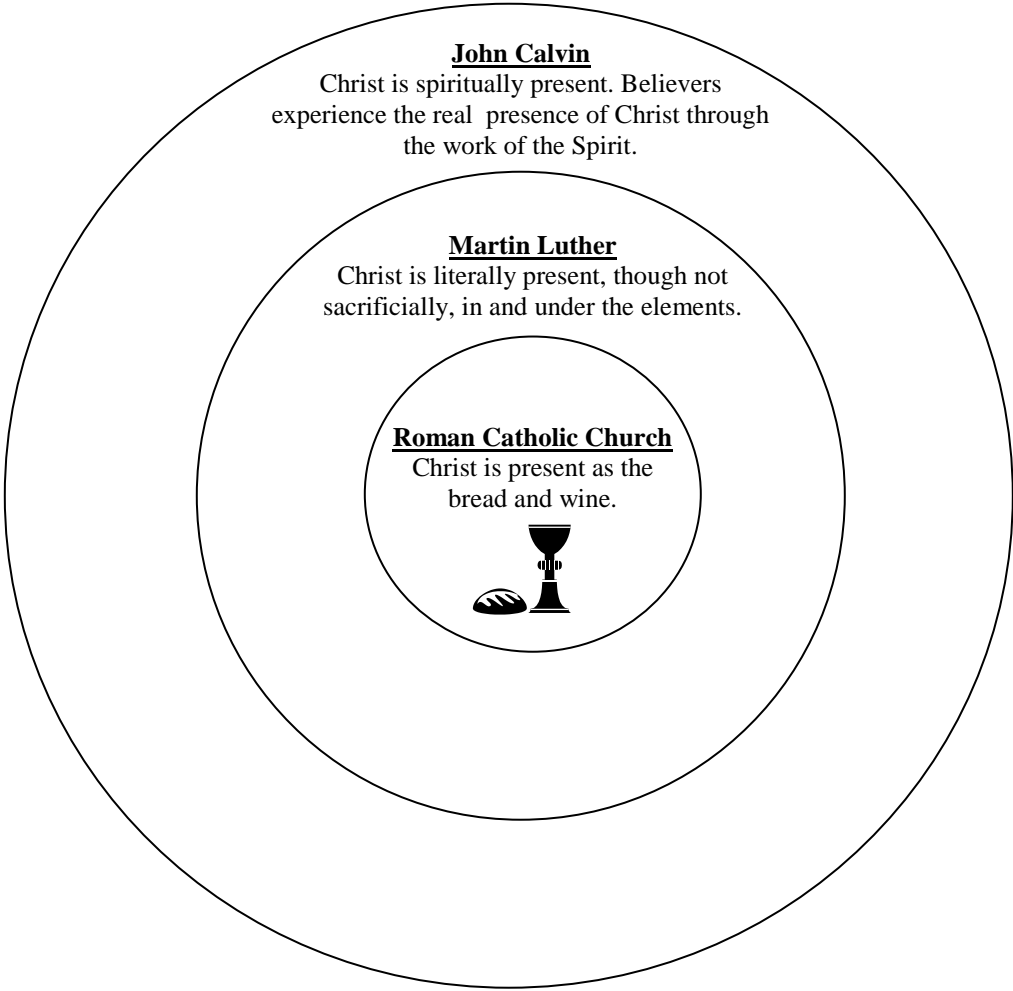 John Calvin
Christ is spiritually present. Believers
experience the real  presence of Christ through
the work of the Spirit.
Martin Luther
Christ is literally present, though not
sacrificially, in and under the elements.
Roman Catholic Church
Christ is present as the
bread and wine.